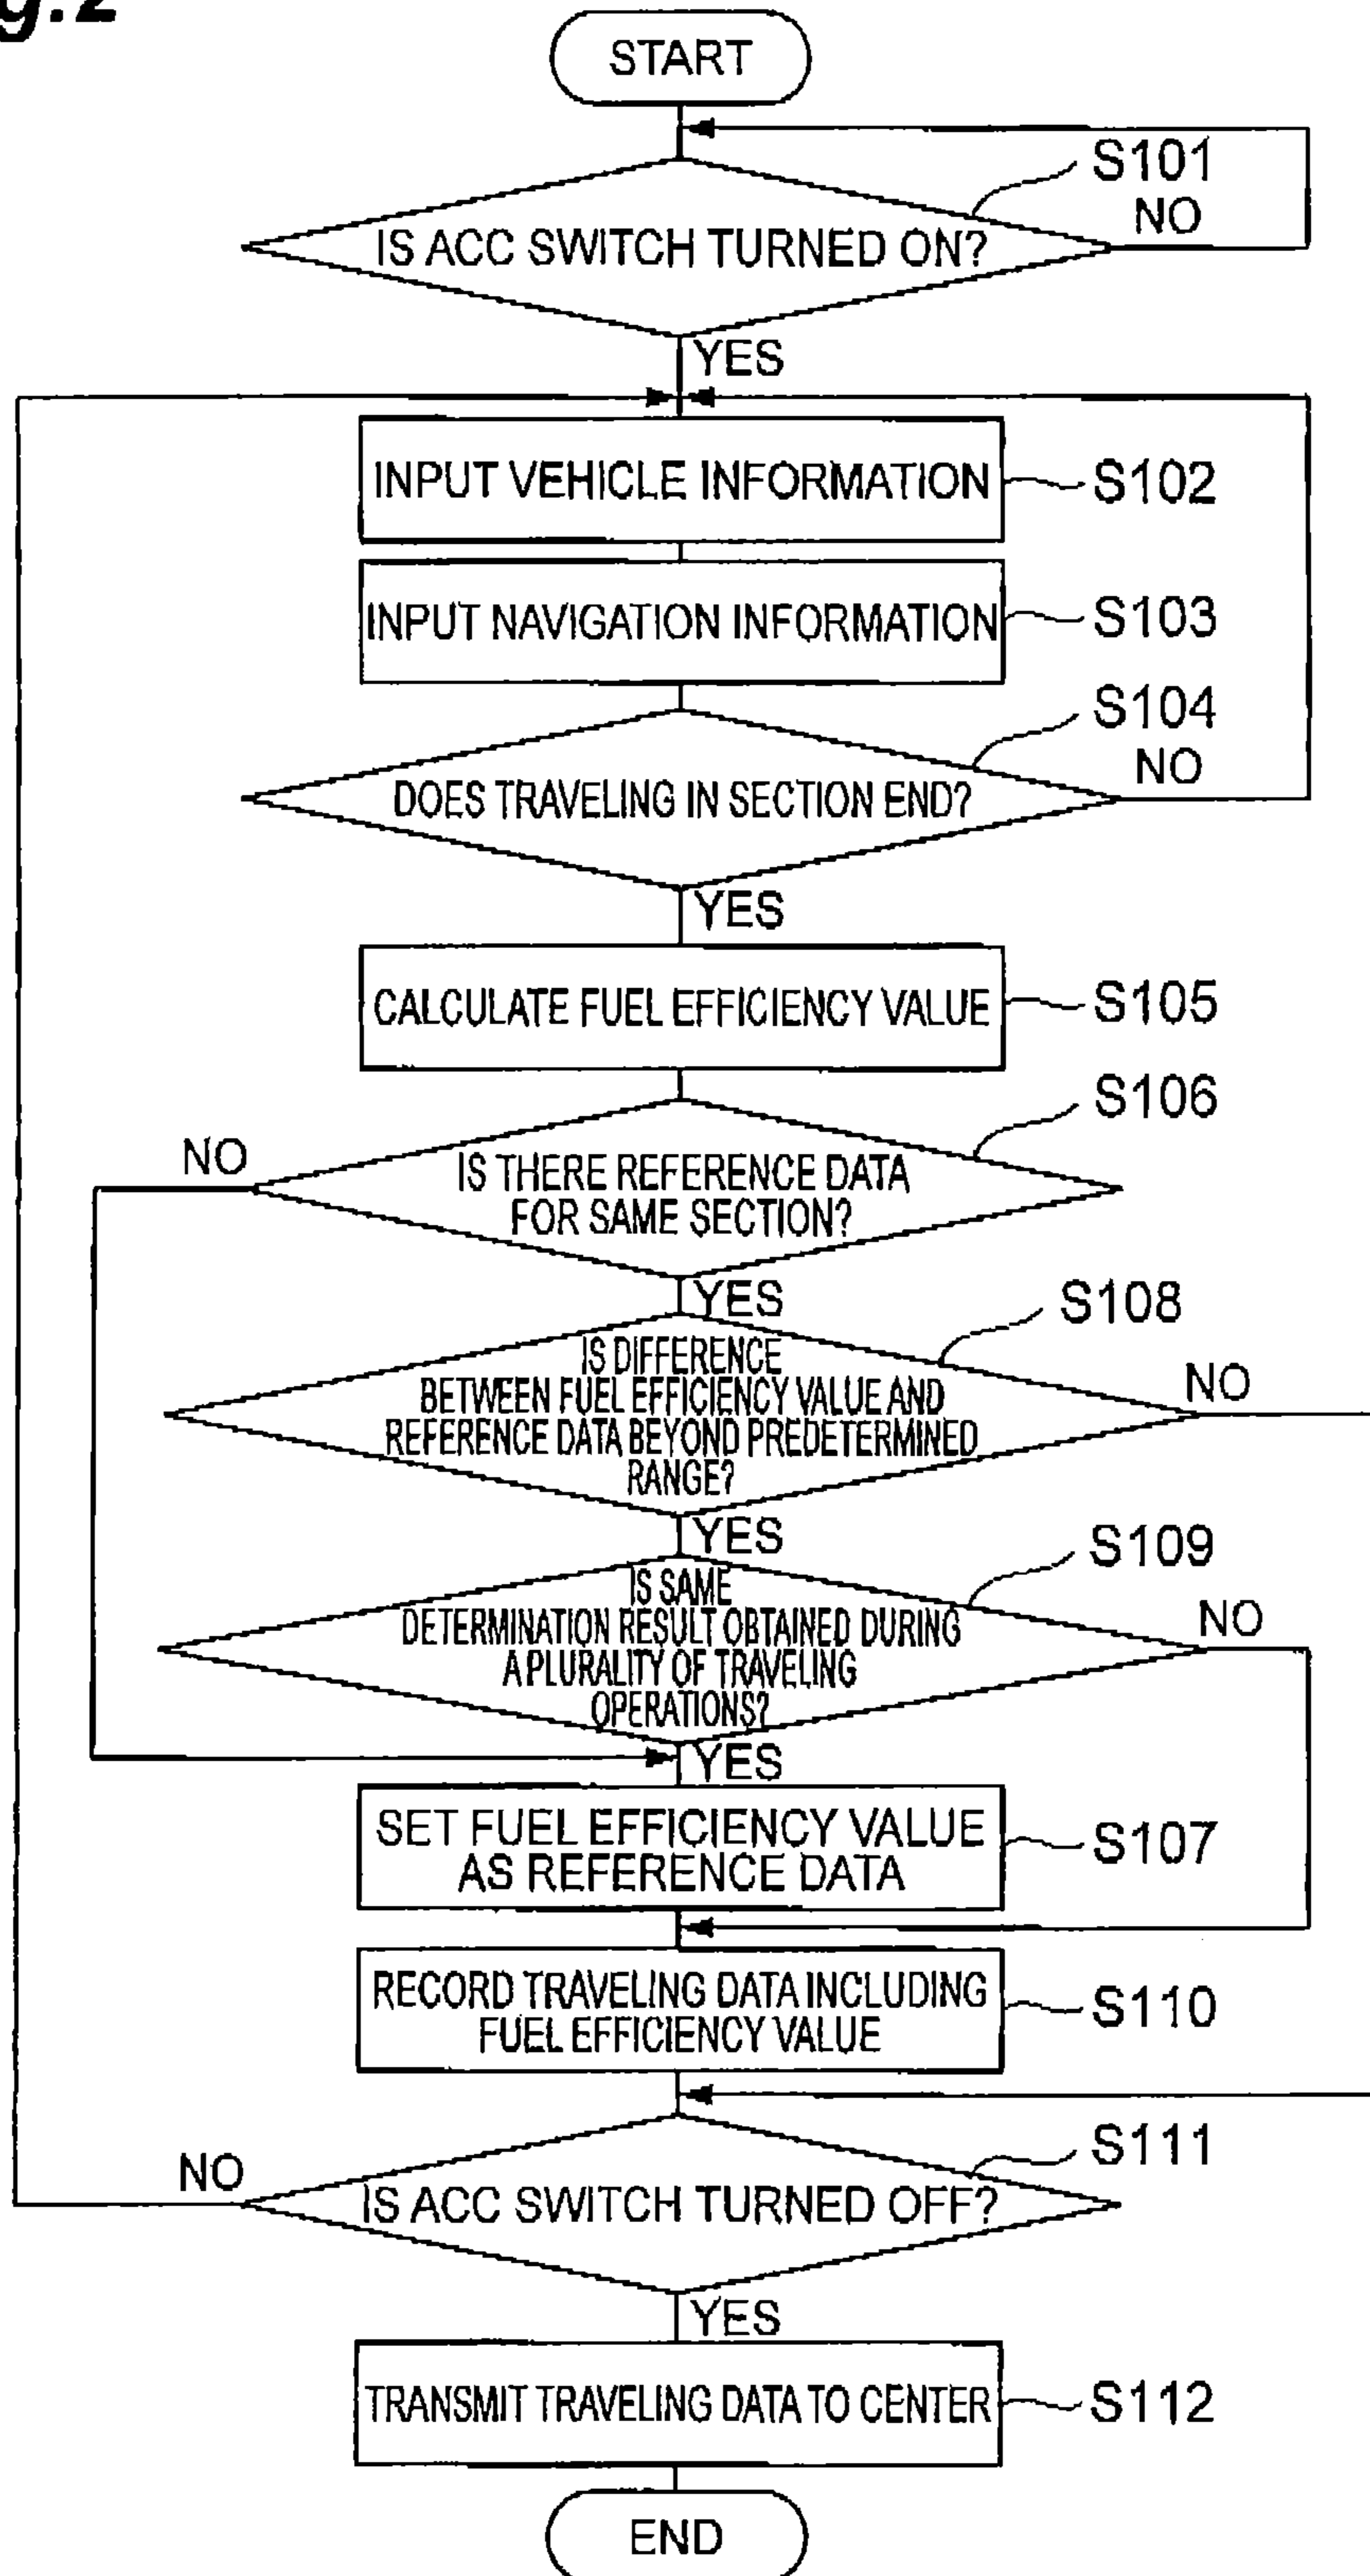 g.2
START
S101
NO
IS ACC SWITCH TURNED ON?
YES
INPUT VEHICLE INFORMATION
S102
INPUT NAVIGATION INFORMATION
S103
S104
NO
DOES TRAVELING IN SECTION END?
YES
CALCULATE FUEL EFFICIENCY VALUE
S105
S106
NO
IS THERE REFERENCE DATA
FOR SAME SECTION?
YES
S108
IS DIFFERENCE
BETWEEN FUEL EFFICIENCY VALUE AND
REFERENCE DATA BEYOND PREDETERMINED
RANGE?
NO
YES
S109
IS SAME
DETERMINATION RESULT OBTAINED DURING
A PLURALITY OF TRAVELING
OPERATIONS?
NO
YES
SET FUEL EFFICIENCY VALUE
AS REFERENCE DATA
S107
RECORD TRAVELING DATA INCLUDING
FUEL EFFICIENCY VALUE
S110
S111
NO
IS ACC SWITCH TURNED OFF?
YES
TRANSMIT TRAVELING DATA TO CENTER
S112
END